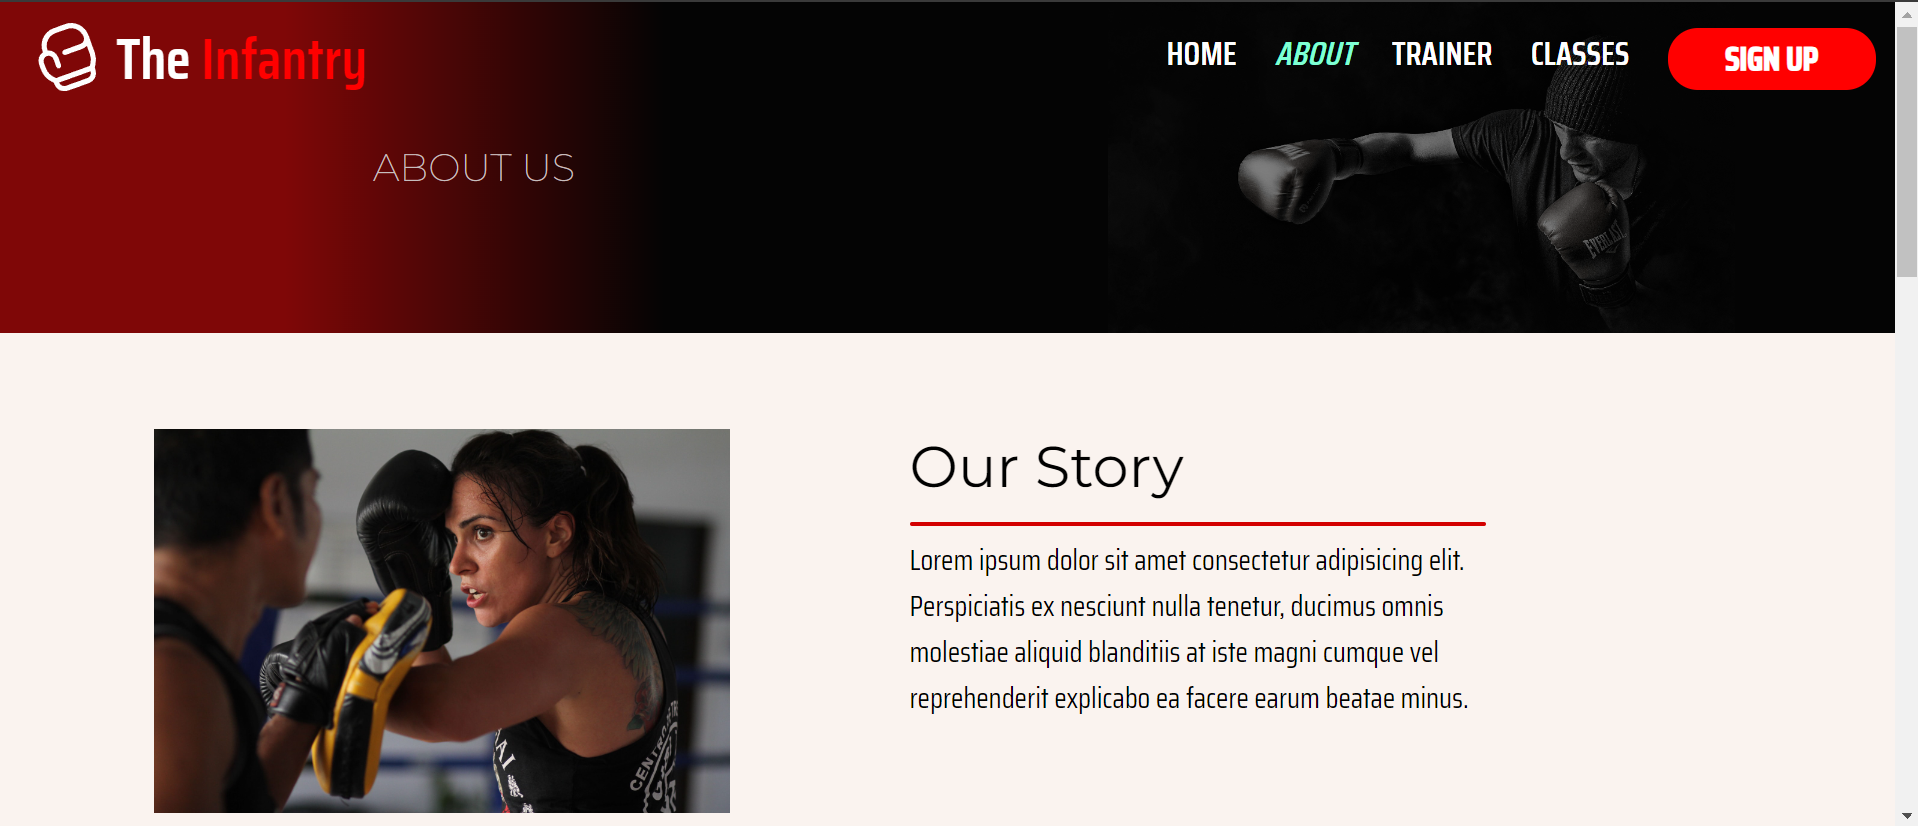 The Infantry
HOME ABOUT TRAINER CLASSES SIGN UP
ABOUT US
EVERLAST
Our Story
Lorem ipsum dolor sit amet consectetur adipisicing elit.
Perspiciatis ex nesciunt nulla tenetur, ducimus omnis
molestiae aliquid blanditiis at iste magni cumque vel
reprehenderit explicabo ea facere earum beatae minus.
CENTRO